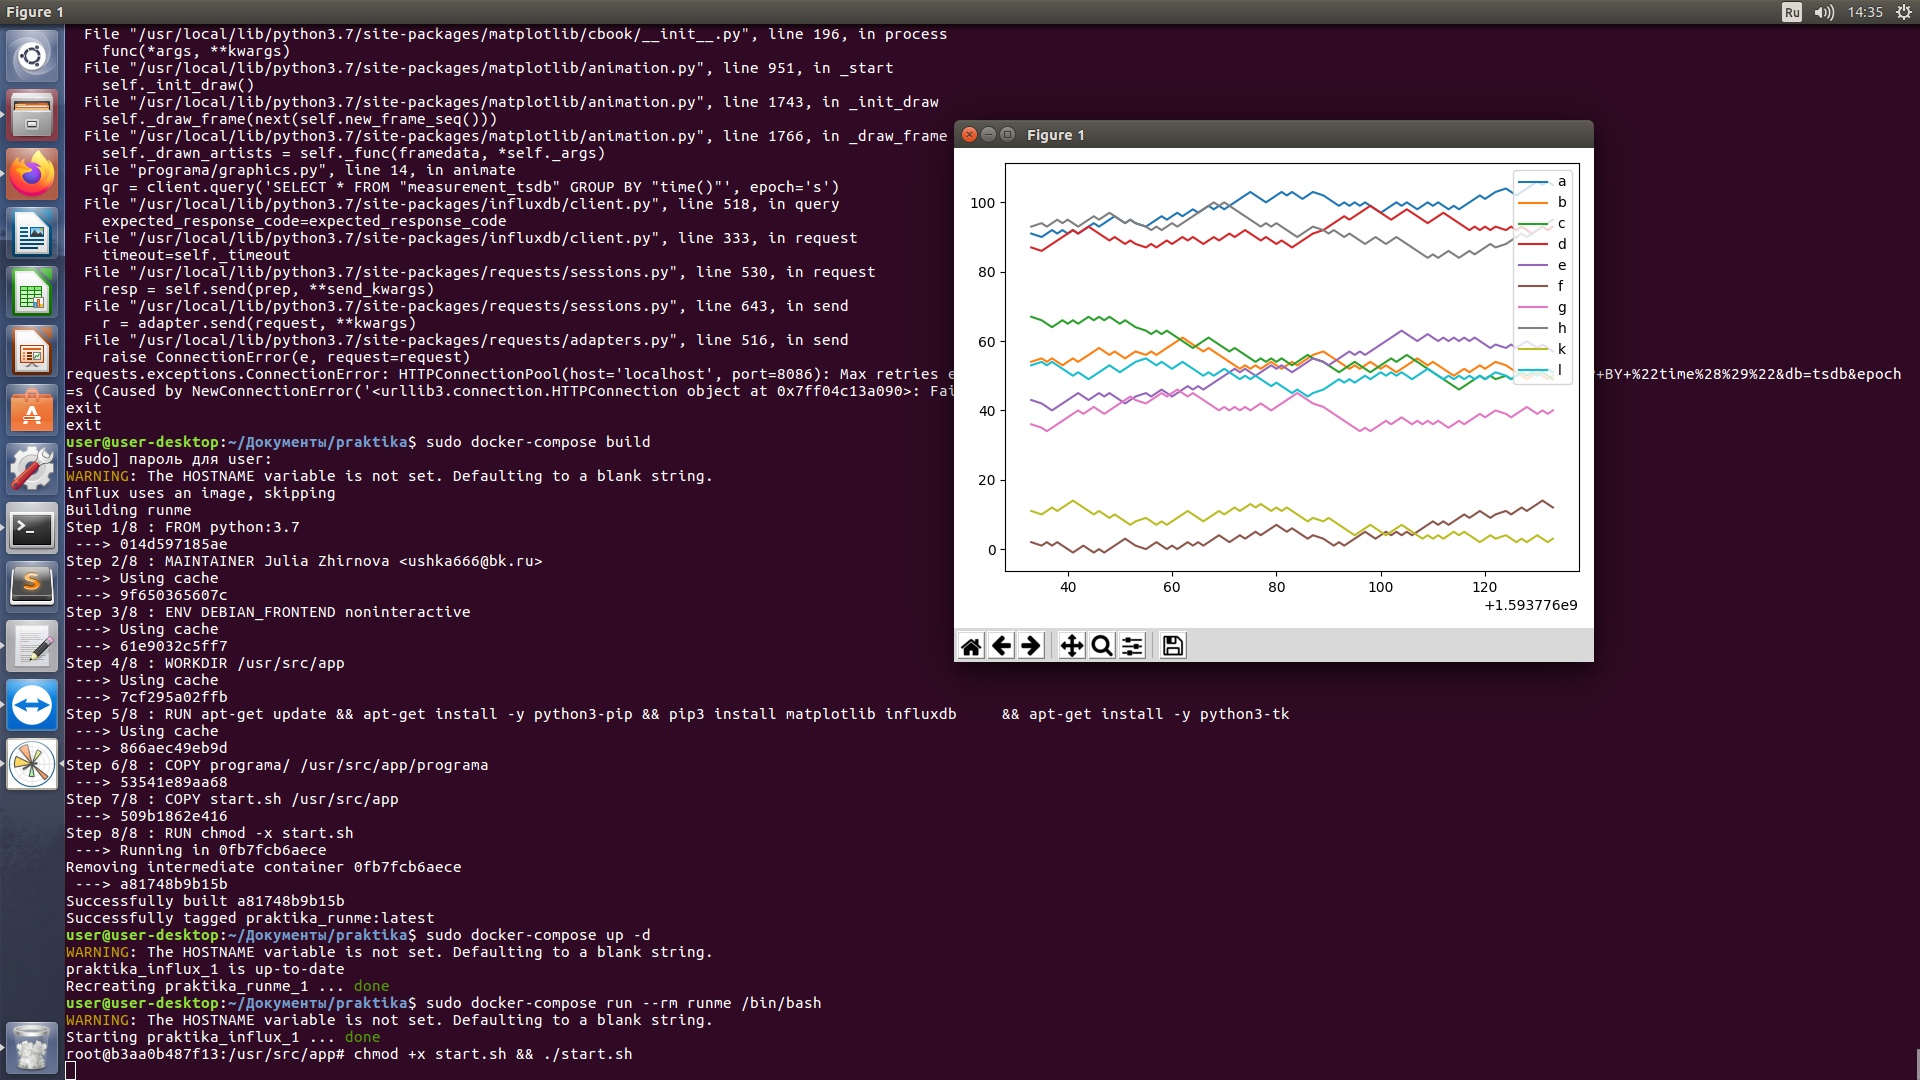 Figure 1
Ru
14:35
File "/usr/local/lib/python3.7/site-packages/matplotlib/cbook/__init__.py", line 196, in process
func(*args, **kwargs)
File "/usr/local/lib/python3.7/site-packages/matplotlib/animation.py", line 951, in _start
self._init_draw()
File "/usr/local/lib/python3.7/site-packages/matplotlib/animation.py", line 1743, in _init_draw
self._draw_frame(next(self.new_frame_seq()))
File "/usr/local/lib/python3.7/site-packages/matplotlib/animation.py", line 1766, in _draw_frame
self._drawn_artists = self._func(framedata, *self._args)
File "programa/graphics.py", line 14, in animate
qr = client.query('SELECT * FROM "measurement_tsdb" GROUP BY "time()"', epoch='s')
File "/usr/local/lib/python3.7/site-packages/influxdb/client.py", line 518, in query
expected_response_code=expected_response_code
File "/usr/local/lib/python3.7/site-packages/influxdb/client.py", line 333, in request
timeout=self._timeout
File "/usr/local/lib/python3.7/site-packages/requests/sessions.py", line 530, in request
resp = self.send(prep, **send_kwargs)
File "/usr/local/lib/python3.7/site-packages/requests/sessions.py", line 643, in send
r = adapter.send(request, **kwargs)
File "/usr/local/lib/python3.7/site-packages/requests/adapters.py", line 516, in send
raise ConnectionError(e, request=request)
requests.exceptions.ConnectionError: HTTPConnectionPool(host='localhost', port=8086): Max retries e
+BY+%22time%28%29%22&db=tsdb&epoch
=s (Caused by NewConnectionError('<urllib3.connection.HTTPConnection object at 0x7ff04c13a090>: Fai
exit
exit
user@user-desktop:~/Документы/praktika$ sudo docker-compose build
[sudo] пароль для user:
WARNING: The HOSTNAME variable is not set. Defaulting to a blank string.
influx uses an image, skipping
Building runme
Step 1/8 : FROM python:3.7
---> 014d597185ae
Step 2/8 : MAINTAINER Julia Zhirnova <ushka666@bk.ru>
---> Using cache
---> 9f650365607c
Step 3/8 : ENV DEBIAN_FRONTEND noninteractive
---> Using cache
---> 61e9032c5ff7
Step 4/8 : WORKDIR /usr/src/app
---> Using cache
---> 7cf295a02ffb
Step 5/8 : RUN apt-get update && apt-get install -y python3-pip && pip3 install matplotlib influxdb     && apt-get install -y python3-tk
---> Using cache
---> 866aec49eb9d
Step 6/8 : COPY programa/ /usr/src/app/programa
---> 53541e89aa68
Step 7/8 : COPY start.sh /usr/src/app
---> 509b1862e416
Step 8/8 : RUN chmod -x start.sh
---> Running in 0fb7fcb6aece
Removing intermediate container 0fb7fcb6aece
---> a81748b9b15b
Successfully built a81748b9b15b
Successfully tagged praktika_runme:latest
user@user-desktop:~/Документы/praktika$ sudo docker-compose up -d
WARNING: The HOSTNAME variable is not set. Defaulting to a blank string.
praktika_influx_1 is up-to-date
Recreating praktika_runme_1 ... done
user@user-desktop:~/Документы/praktika$ sudo docker-compose run --rm runme /bin/bash
WARNING: The HOSTNAME variable is not set. Defaulting to a blank string.
Starting praktika_influx_1 ... done
root@b3aa0b487f13:/usr/src/app# chmod +x start.sh && ./start.sh
Figure 1
100
80
60
40
20
0
40 60 80 100 120
+1.593776e9
a
b
c
d
e
f
g
h
k
l